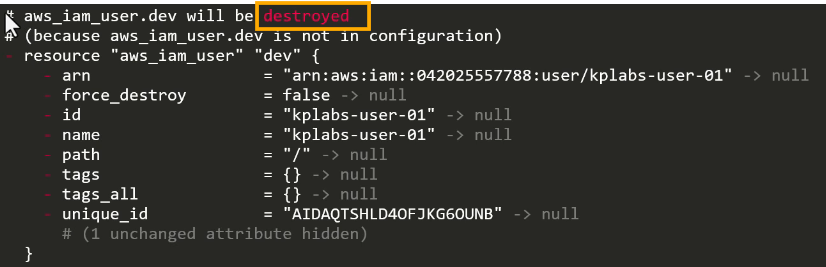 # aws_iam_user.dev will be destroyed
# (because aws_iam_user.dev is not in configuration)
- resource "aws_iam_user" "dev" {
- arn = "arn:aws:iam::042025557788:user/kplabs-user-01" -> null
- force_destroy = false -> null
- id = "kplabs-user-01" -> null
- name = "kplabs-user-01" -> null
- path = "/" -> null
- tags = {} -> null
- tags_all = {} -> null
- unique_id = "AIDAQTSHLD4OFJKG6OUNB" -> null
# (1 unchanged attribute hidden)
}